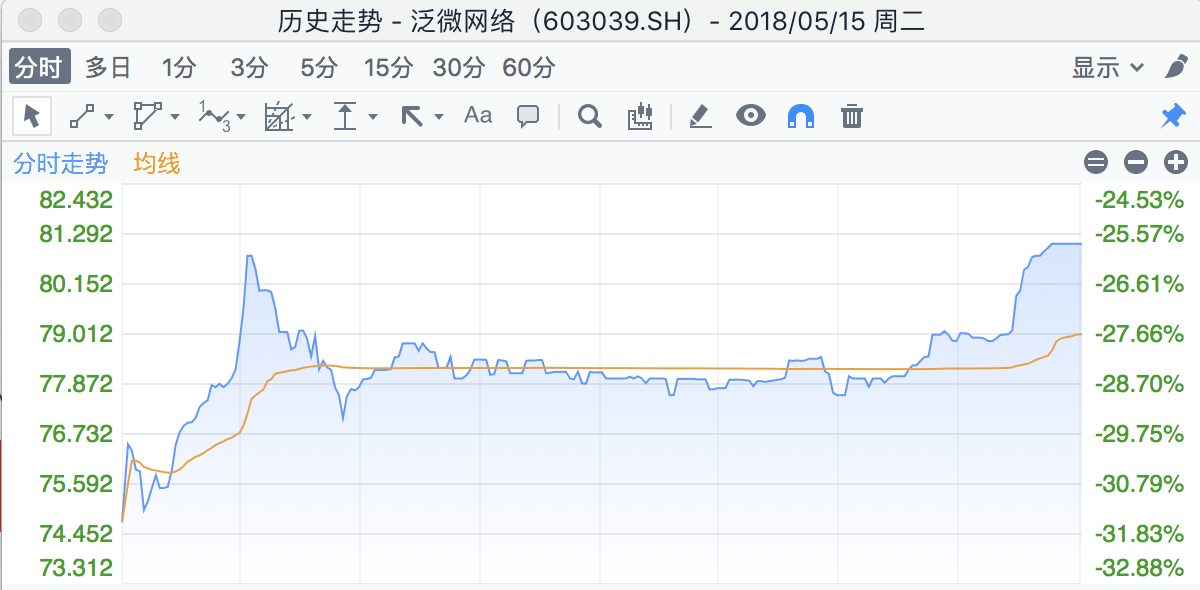 历史走势 - 泛微网络（603039.SH）- 2018/05/15 周二
分时 多日 1分 3分 5分 15分 30分 60分 显示
1 3 Aa
分时走势 均线
82.432 -24.53%
81.292 -25.57%
80.152 -26.61%
79.012 -27.66%
77.872 -28.70%
76.732 -29.75%
75.592 -30.79%
74.452 -31.83%
73.312 -32.88%